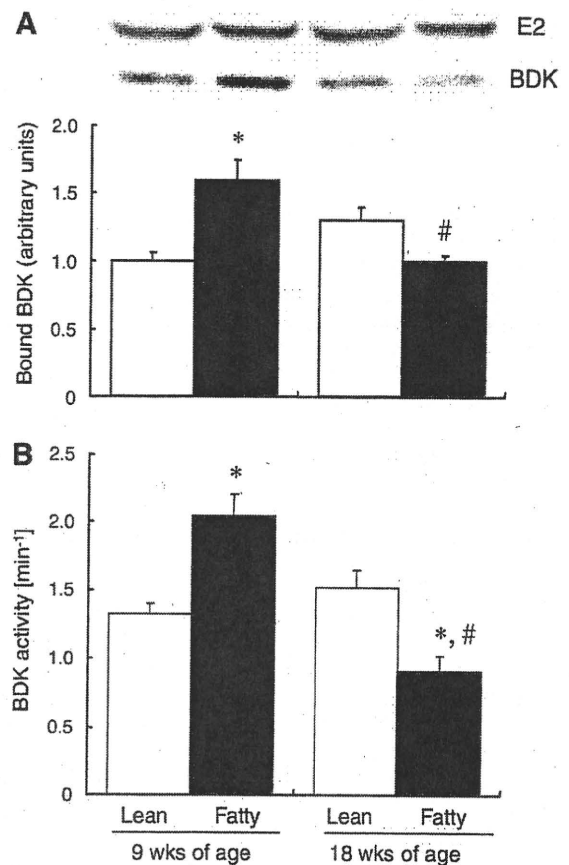 A
E2
BDK
Bound BDK (arbitrary units)
2.0
1.5
1.0
0.5
0
*
#
B
BDK activity [min⁻¹]
2.5
2.0
1.5
1.0
0.5
0
*
*, #
Lean Fatty Lean Fatty
9 wks of age 18 wks of age